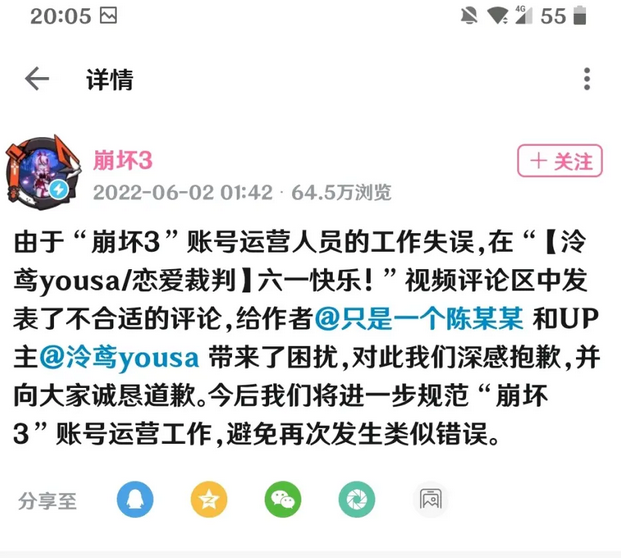 20:05
4G 55
详情
崩坏3
+ 关注
2022-06-02 01:42 · 64.5万浏览
由于“崩坏3”账号运营人员的工作失误,在“【泠
鸢yousa/恋爱裁判】六一快乐!”视频评论区中发
表了不合适的评论,给作者@只是一个陈某某 和UP
主@泠鸢yousa 带来了困扰,对此我们深感抱歉,并
向大家诚恳道歉。今后我们将进一步规范“崩坏
3”账号运营工作,避免再次发生类似错误。
分享至